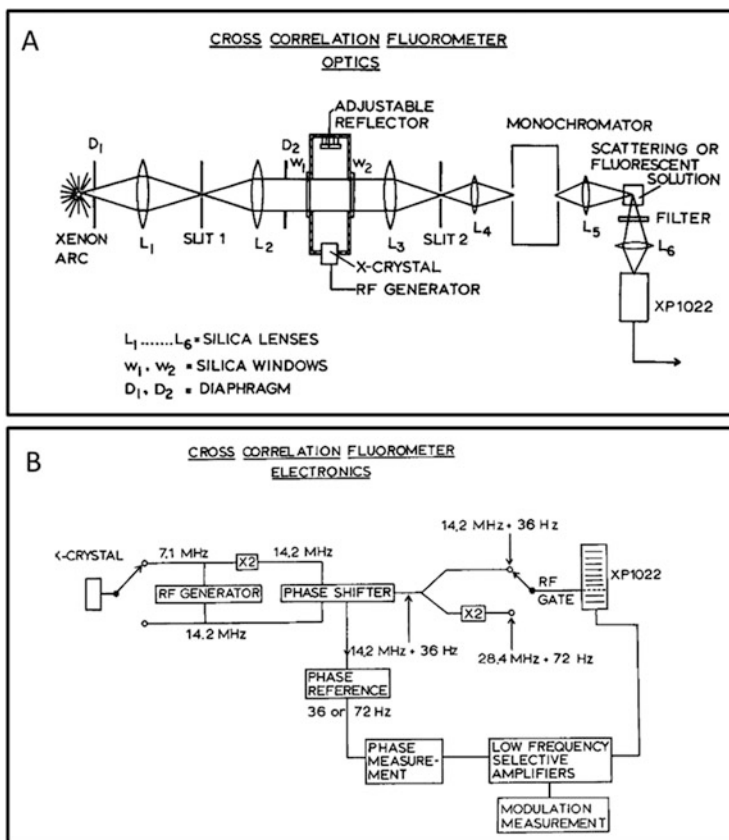 A
CROSS CORRELATION FLUOROMETER
OPTICS
ADJUSTABLE
REFLECTOR
MONOCHROMATOR
SCATTERING OR
FLUORESCENT
SOLUTION
D1
D2
W1
W2
FILTER
XENON
ARC
L1
SLIT 1
L2
L3
SLIT 2
L4
L5
L6
X-CRYSTAL
RF GENERATOR
XP1022
L1 ....... L6 = SILICA LENSES
W1, W2 = SILICA WINDOWS
D1, D2 = DIAPHRAGM
B
CROSS CORRELATION FLUOROMETER
ELECTRONICS
14,2 MHz + 36 Hz
X-CRYSTAL
7.1 MHz
X2
14,2 MHz
XP1022
RF GENERATOR
PHASE SHIFTER
RF
GATE
X2
14.2 MHz
14,2 MHz + 36 Hz
28,4 MHz + 72 Hz
PHASE
REFERENCE
36 or 72 Hz
PHASE
MEASURE-
MENT
LOW FREQUENCY
SELECTIVE
AMPLIFIERS
MODULATION
MEASUREMENT